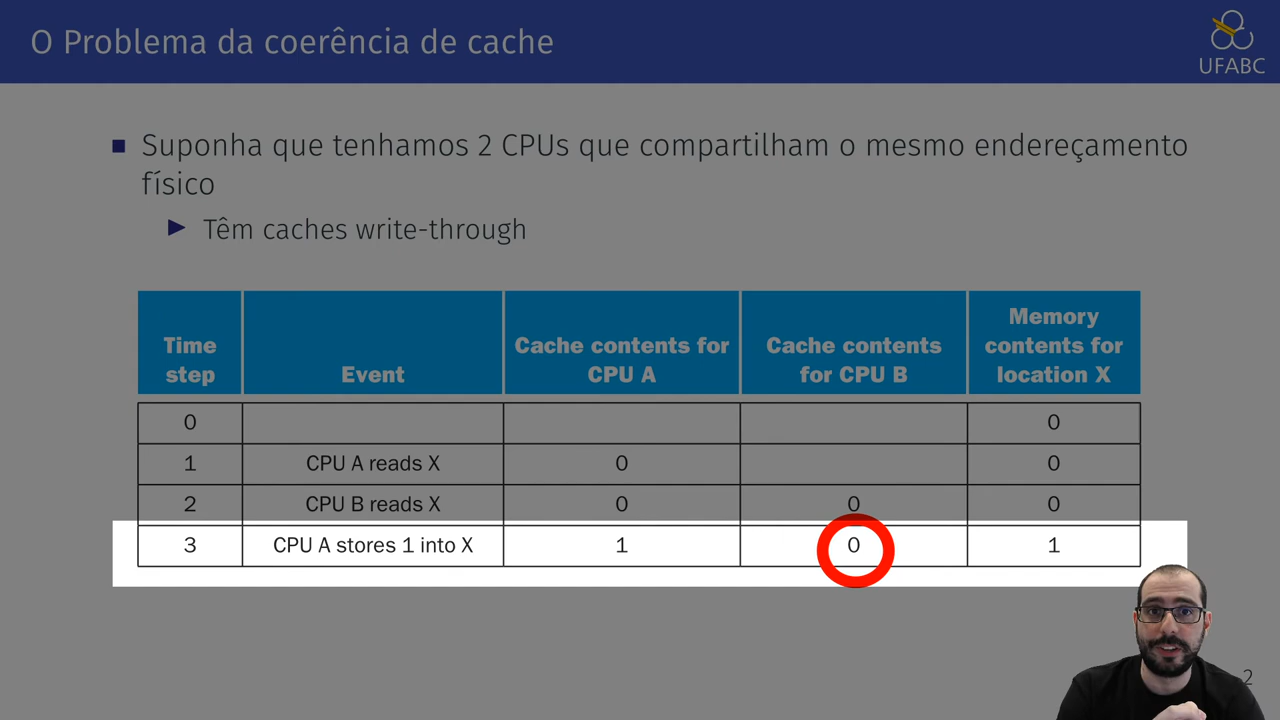 O Problema da coerência de cache
UFABC
Suponha que tenhamos 2 CPUs que compartilham o mesmo endereçamento
físico
Têm caches write-through
Time step Event Cache contents for CPU A Cache contents for CPU B Memory contents for location X
0 0
1 CPU A reads X 0 0
2 CPU B reads X 0 0 0
3 CPU A stores 1 into X 1 0 1
2